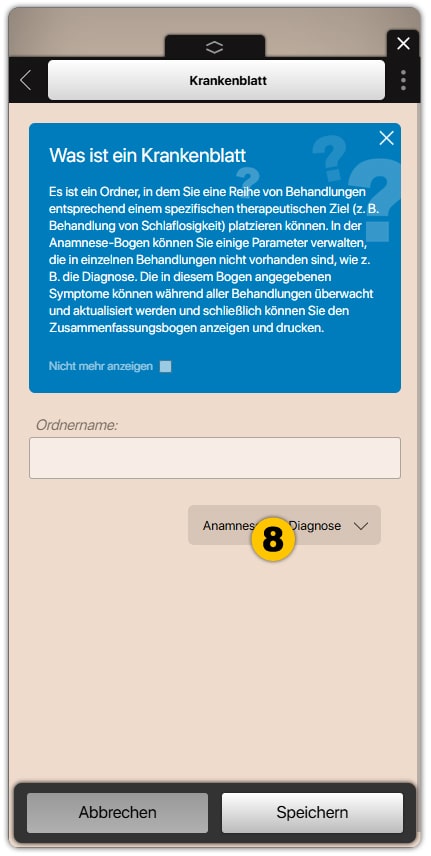 Krankenblatt
Was ist ein Krankenblatt
Es ist ein Ordner, in dem Sie eine Reihe von Behandlungen
entsprechend einem spezifischen therapeutischen Ziel (z. B.
Behandlung von Schlaflosigkeit) platzieren können. In der
Anamnese-Bogen können Sie einige Parameter verwalten,
die in einzelnen Behandlungen nicht vorhanden sind, wie z.
B. die Diagnose. Die in diesem Bogen angegebenen
Symptome können während aller Behandlungen überwacht
und aktualisiert werden und schließlich können Sie den
Zusammenfassungsbogen anzeigen und drucken.
Nicht mehr anzeigen
Ordnername:
Anamnes Diagnose
8
Abbrechen Speichern